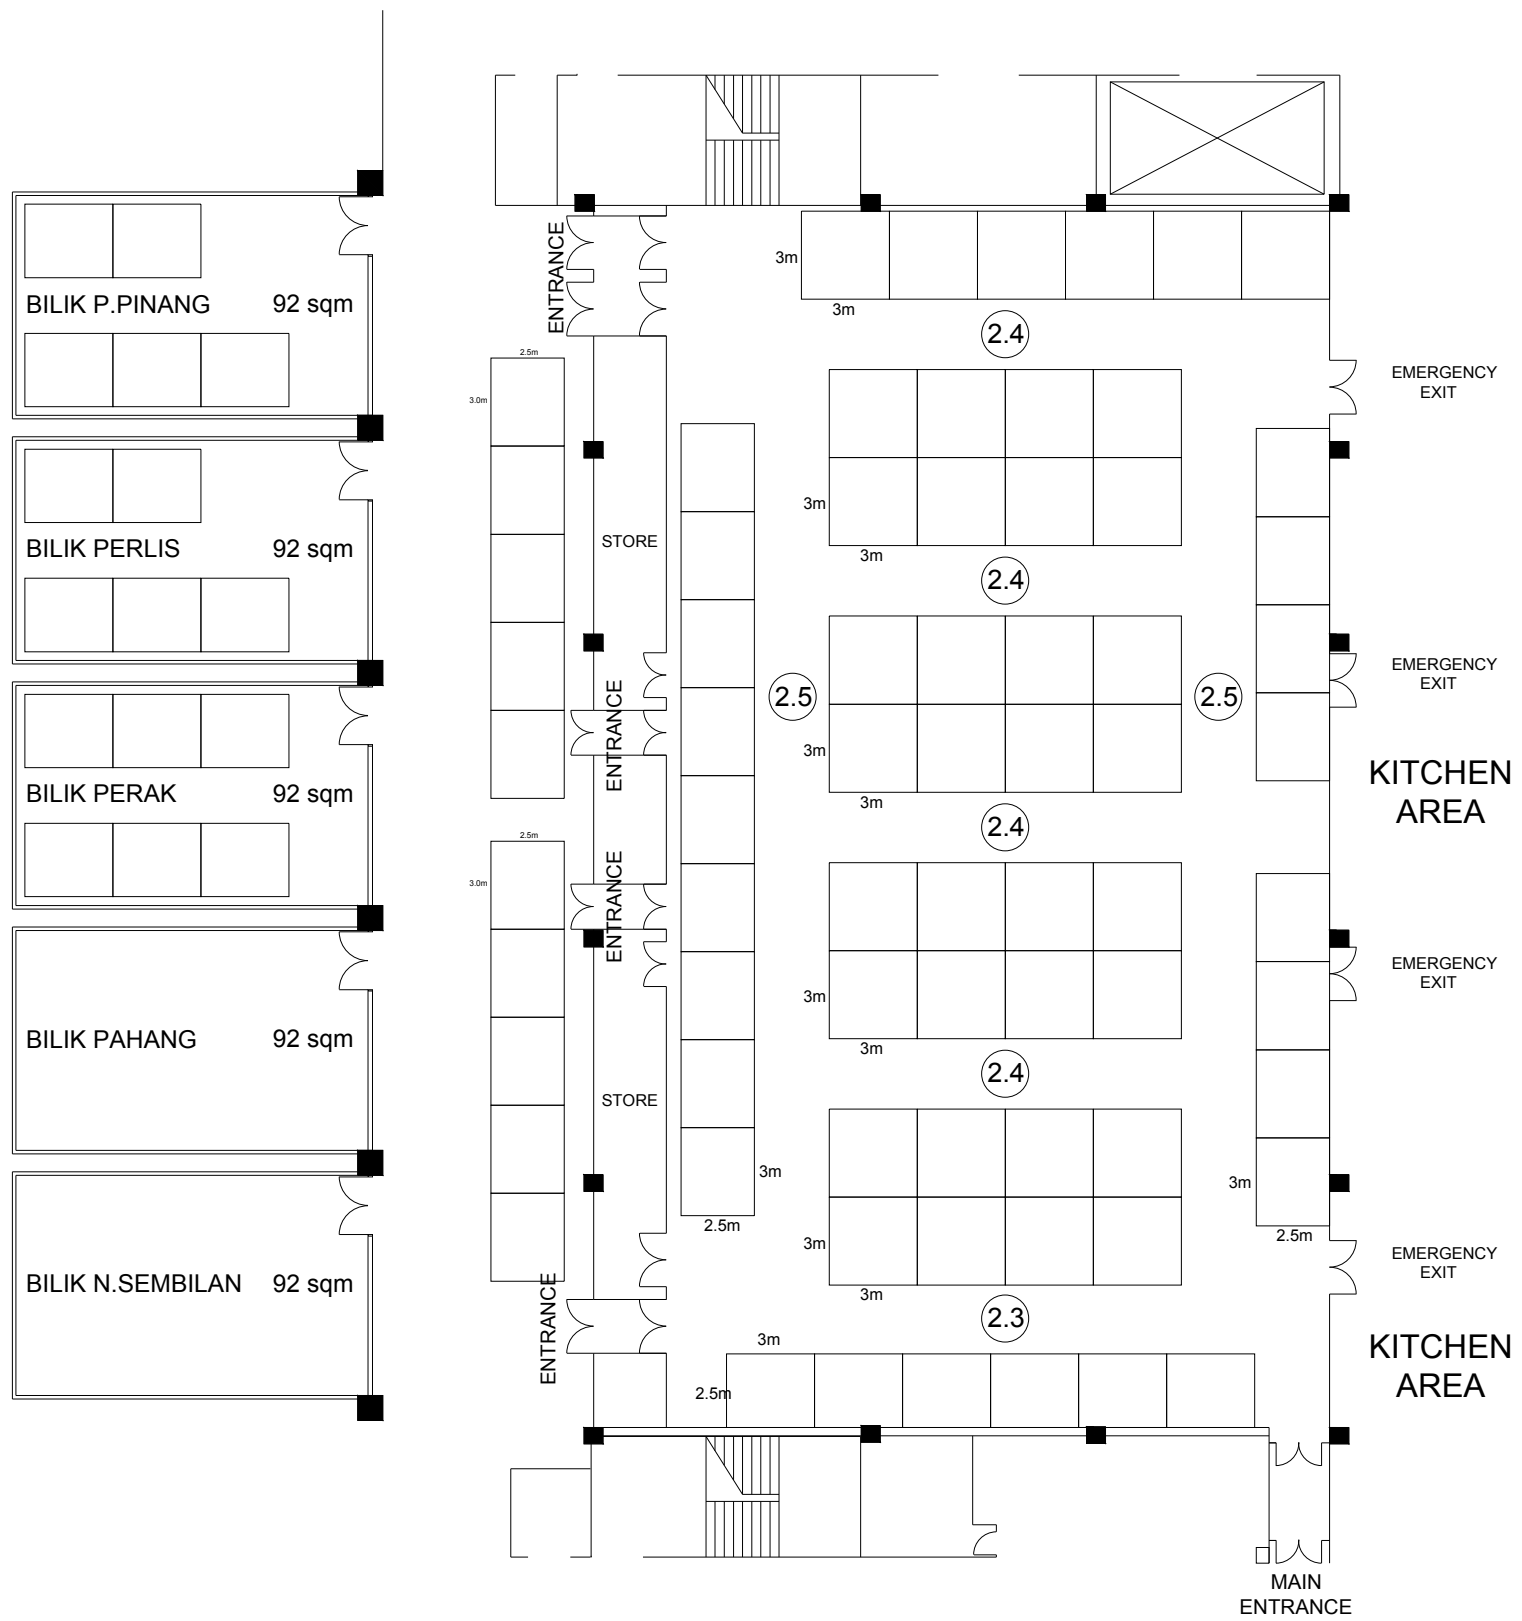 ENTRANCE
3m
3m
BILIK P.PINANG 92 sqm
2.4
2.5m
3.0m
EMERGENCY
EXIT
3m
3m
STORE
BILIK PERLIS 92 sqm
2.4
EMERGENCY
EXIT
2.5
2.5
ENTRANCE
3m
3m
KITCHEN
AREA
BILIK PERAK 92 sqm
2.4
2.5m
3.0m
ENTRANCE
EMERGENCY
EXIT
3m
3m
BILIK PAHANG 92 sqm
2.4
STORE
3m
3m
2.5m
2.5m
3m
3m
EMERGENCY
EXIT
BILIK N.SEMBILAN 92 sqm
2.3
ENTRANCE
3m
2.5m
KITCHEN
AREA
MAIN
ENTRANCE